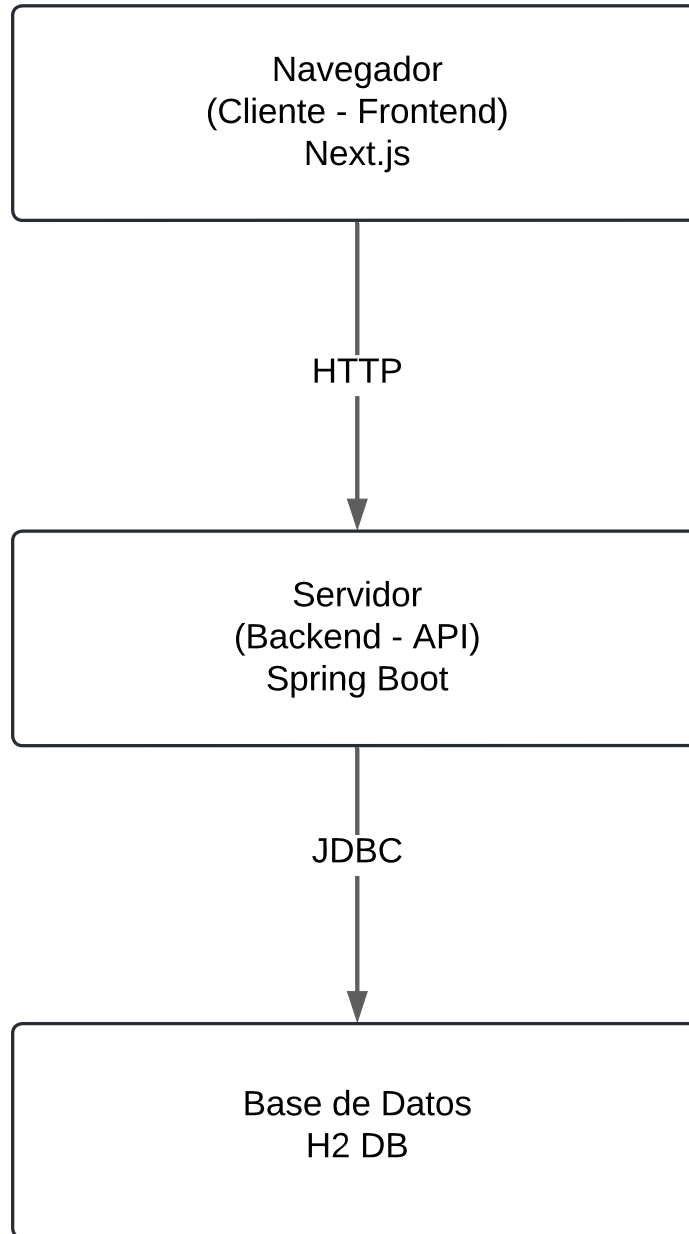 Navegador
(Cliente - Frontend)
Next.js
HTTP
Servidor
(Backend - API)
Spring Boot
JDBC
Base de Datos
H2 DB